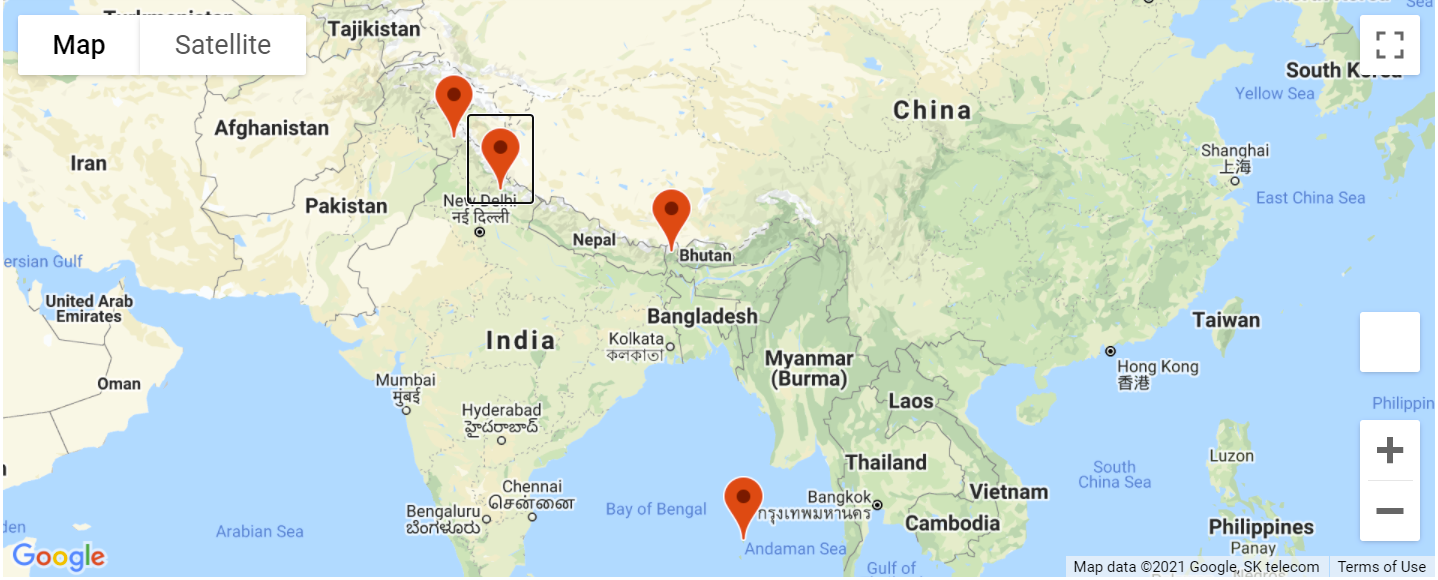 Map
Satellite
Tajikistan
South Korea
China
Yellow Sea
Afghanistan
Iran
Shanghai
上海
East China Sea
Pakistan
New Delhi
नई दिल्ली
Nepal
Bhutan
ersian Gulf
United Arab
Emirates
Bangladesh
Taiwan
India
Kolkata
কলকাতা
Myanmar
(Burma)
Hong Kong
香港
Oman
Mumbai
मुंबई
Laos
Philippin
Hyderabad
హైదరాబాద్
Luzon
Thailand
South
China Sea
Chennai
சென்னை
Vietnam
Bangkok
กรุงเทพมหานคร
Bengaluru
ಬೆಂಗಳೂರು
Bay of Bengal
Arabian Sea
Cambodia
Philippines
den
Andaman Sea
Panay
Google
Gulf of
Map data ©2021 Google, SK telecom
Terms of Use